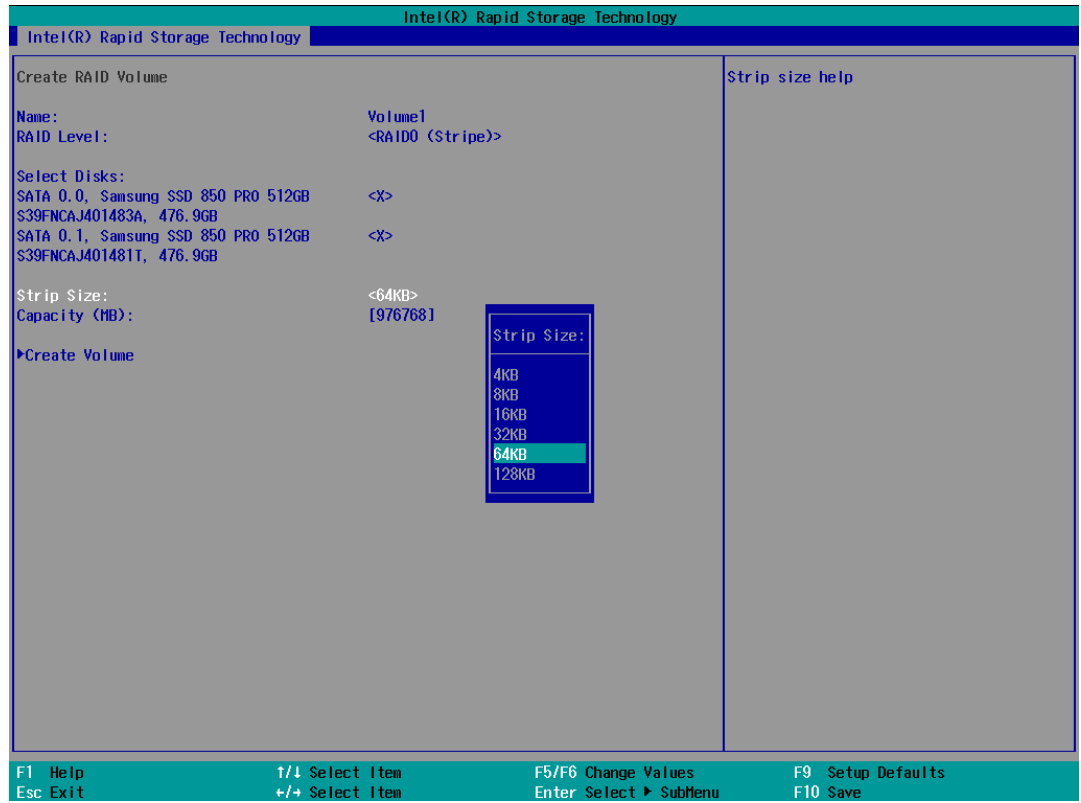 Intel(R) Rapid Storage Technology
Intel(R) Rapid Storage Technology
Create RAID Volume
Strip size help
Name: Volume1
RAID Level: <RAID0 (Stripe)>
Select Disks:
SATA 0.0, Samsung SSD 850 PRO 512GB <X>
S39FNCAJ401483A, 476.9GB
SATA 0.1, Samsung SSD 850 PRO 512GB <X>
S39FNCAJ401481T, 476.9GB
Strip Size: <64KB>
Capacity (MB): [976768]
▶Create Volume
Strip Size:
4KB
8KB
16KB
32KB
64KB
128KB
F1 Help ↑/↓ Select Item F5/F6 Change Values F9 Setup Defaults
Esc Exit ←/→ Select Item Enter Select ▶ SubMenu F10 Save